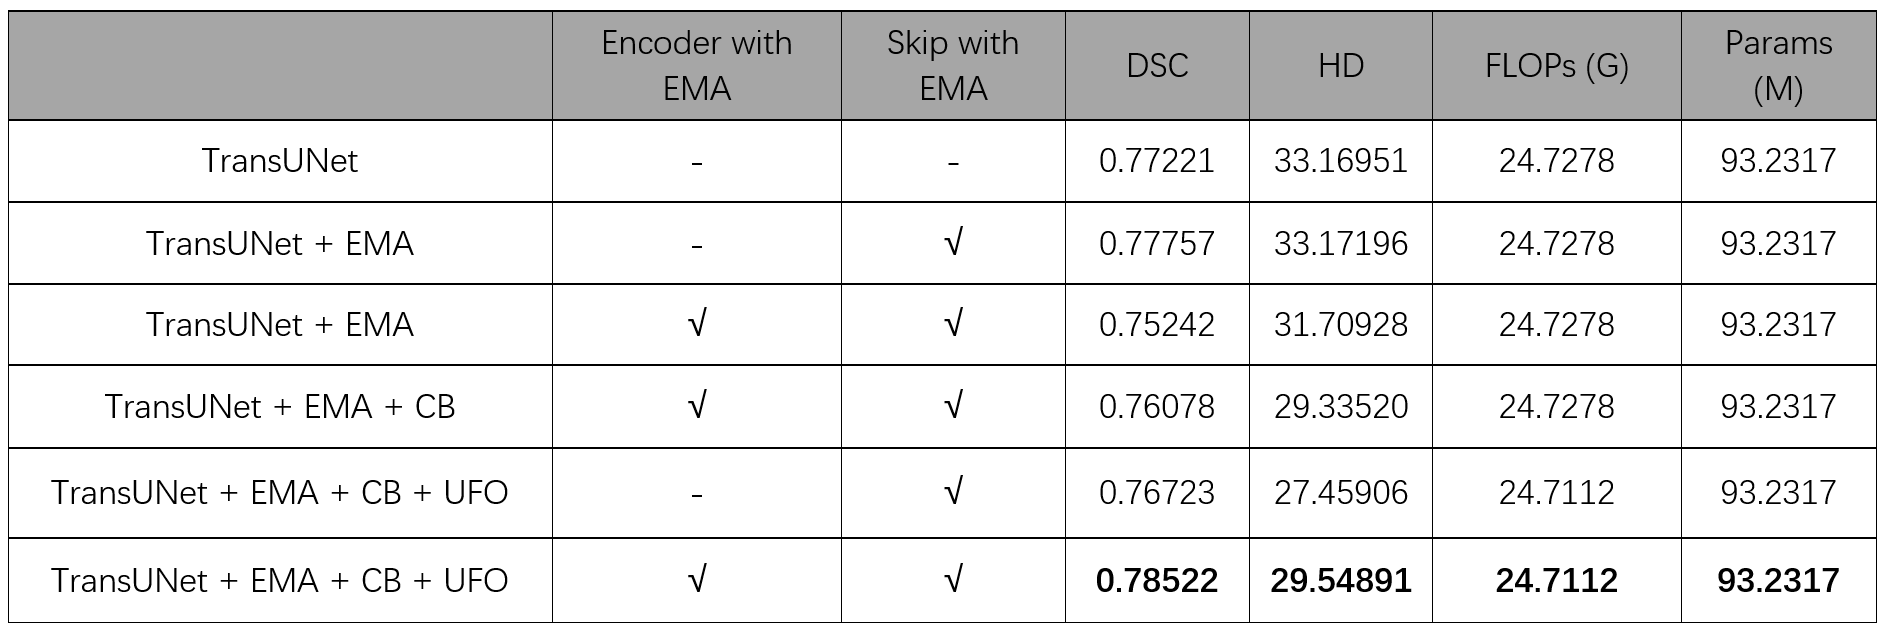 Encoder with EMA Skip with EMA DSC HD FLOPs (G) Params (M)
TransUNet - - 0.77221 33.16951 24.7278 93.2317
TransUNet + EMA - √ 0.77757 33.17196 24.7278 93.2317
TransUNet + EMA √ √ 0.75242 31.70928 24.7278 93.2317
TransUNet + EMA + CB √ √ 0.76078 29.33520 24.7278 93.2317
TransUNet + EMA + CB + UFO - √ 0.76723 27.45906 24.7112 93.2317
TransUNet + EMA + CB + UFO √ √ 0.78522 29.54891 24.7112 93.2317